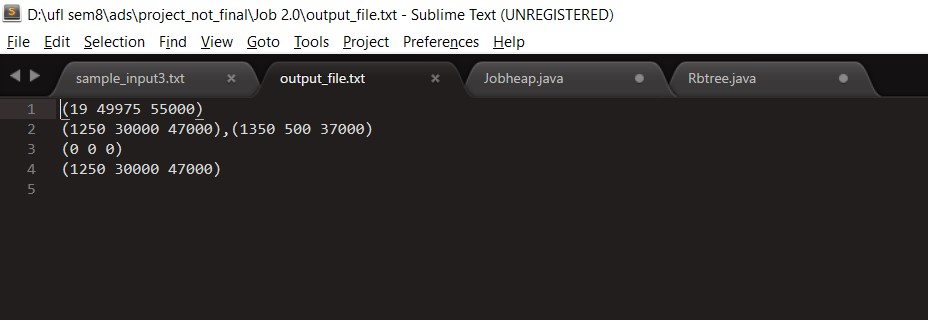 D:\ufl sem8\ads\project_not_final\Job 2.0\output_file.txt - Sublime Text (UNREGISTERED)
File Edit Selection Find View Goto Tools Project Preferences Help
sample_input3.txt × output_file.txt × Jobheap.java Rbtree.java
1 (19 49975 55000)
2 (1250 30000 47000),(1350 500 37000)
3 (0 0 0)
4 (1250 30000 47000)
5